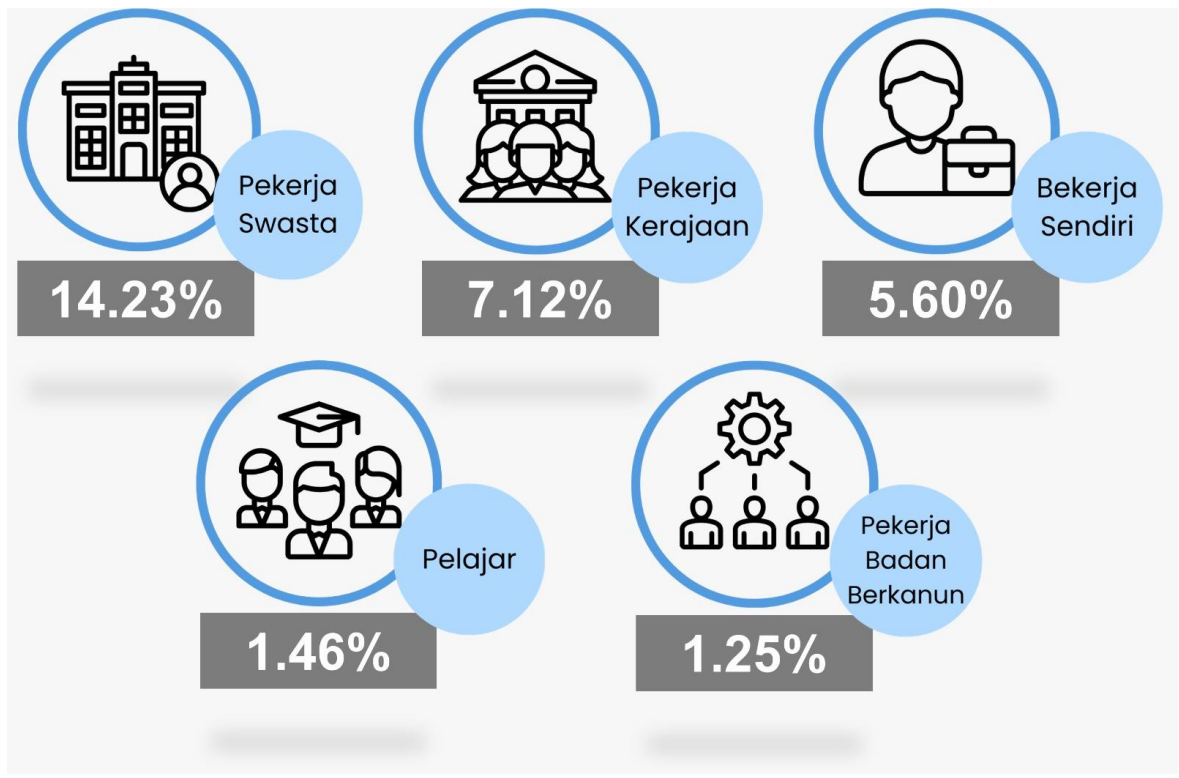 Pekerja
Swasta
14.23%
Pekerja
Kerajaan
7.12%
Bekerja
Sendiri
5.60%
Pelajar
1.46%
Pekerja
Badan
Berkanun
1.25%